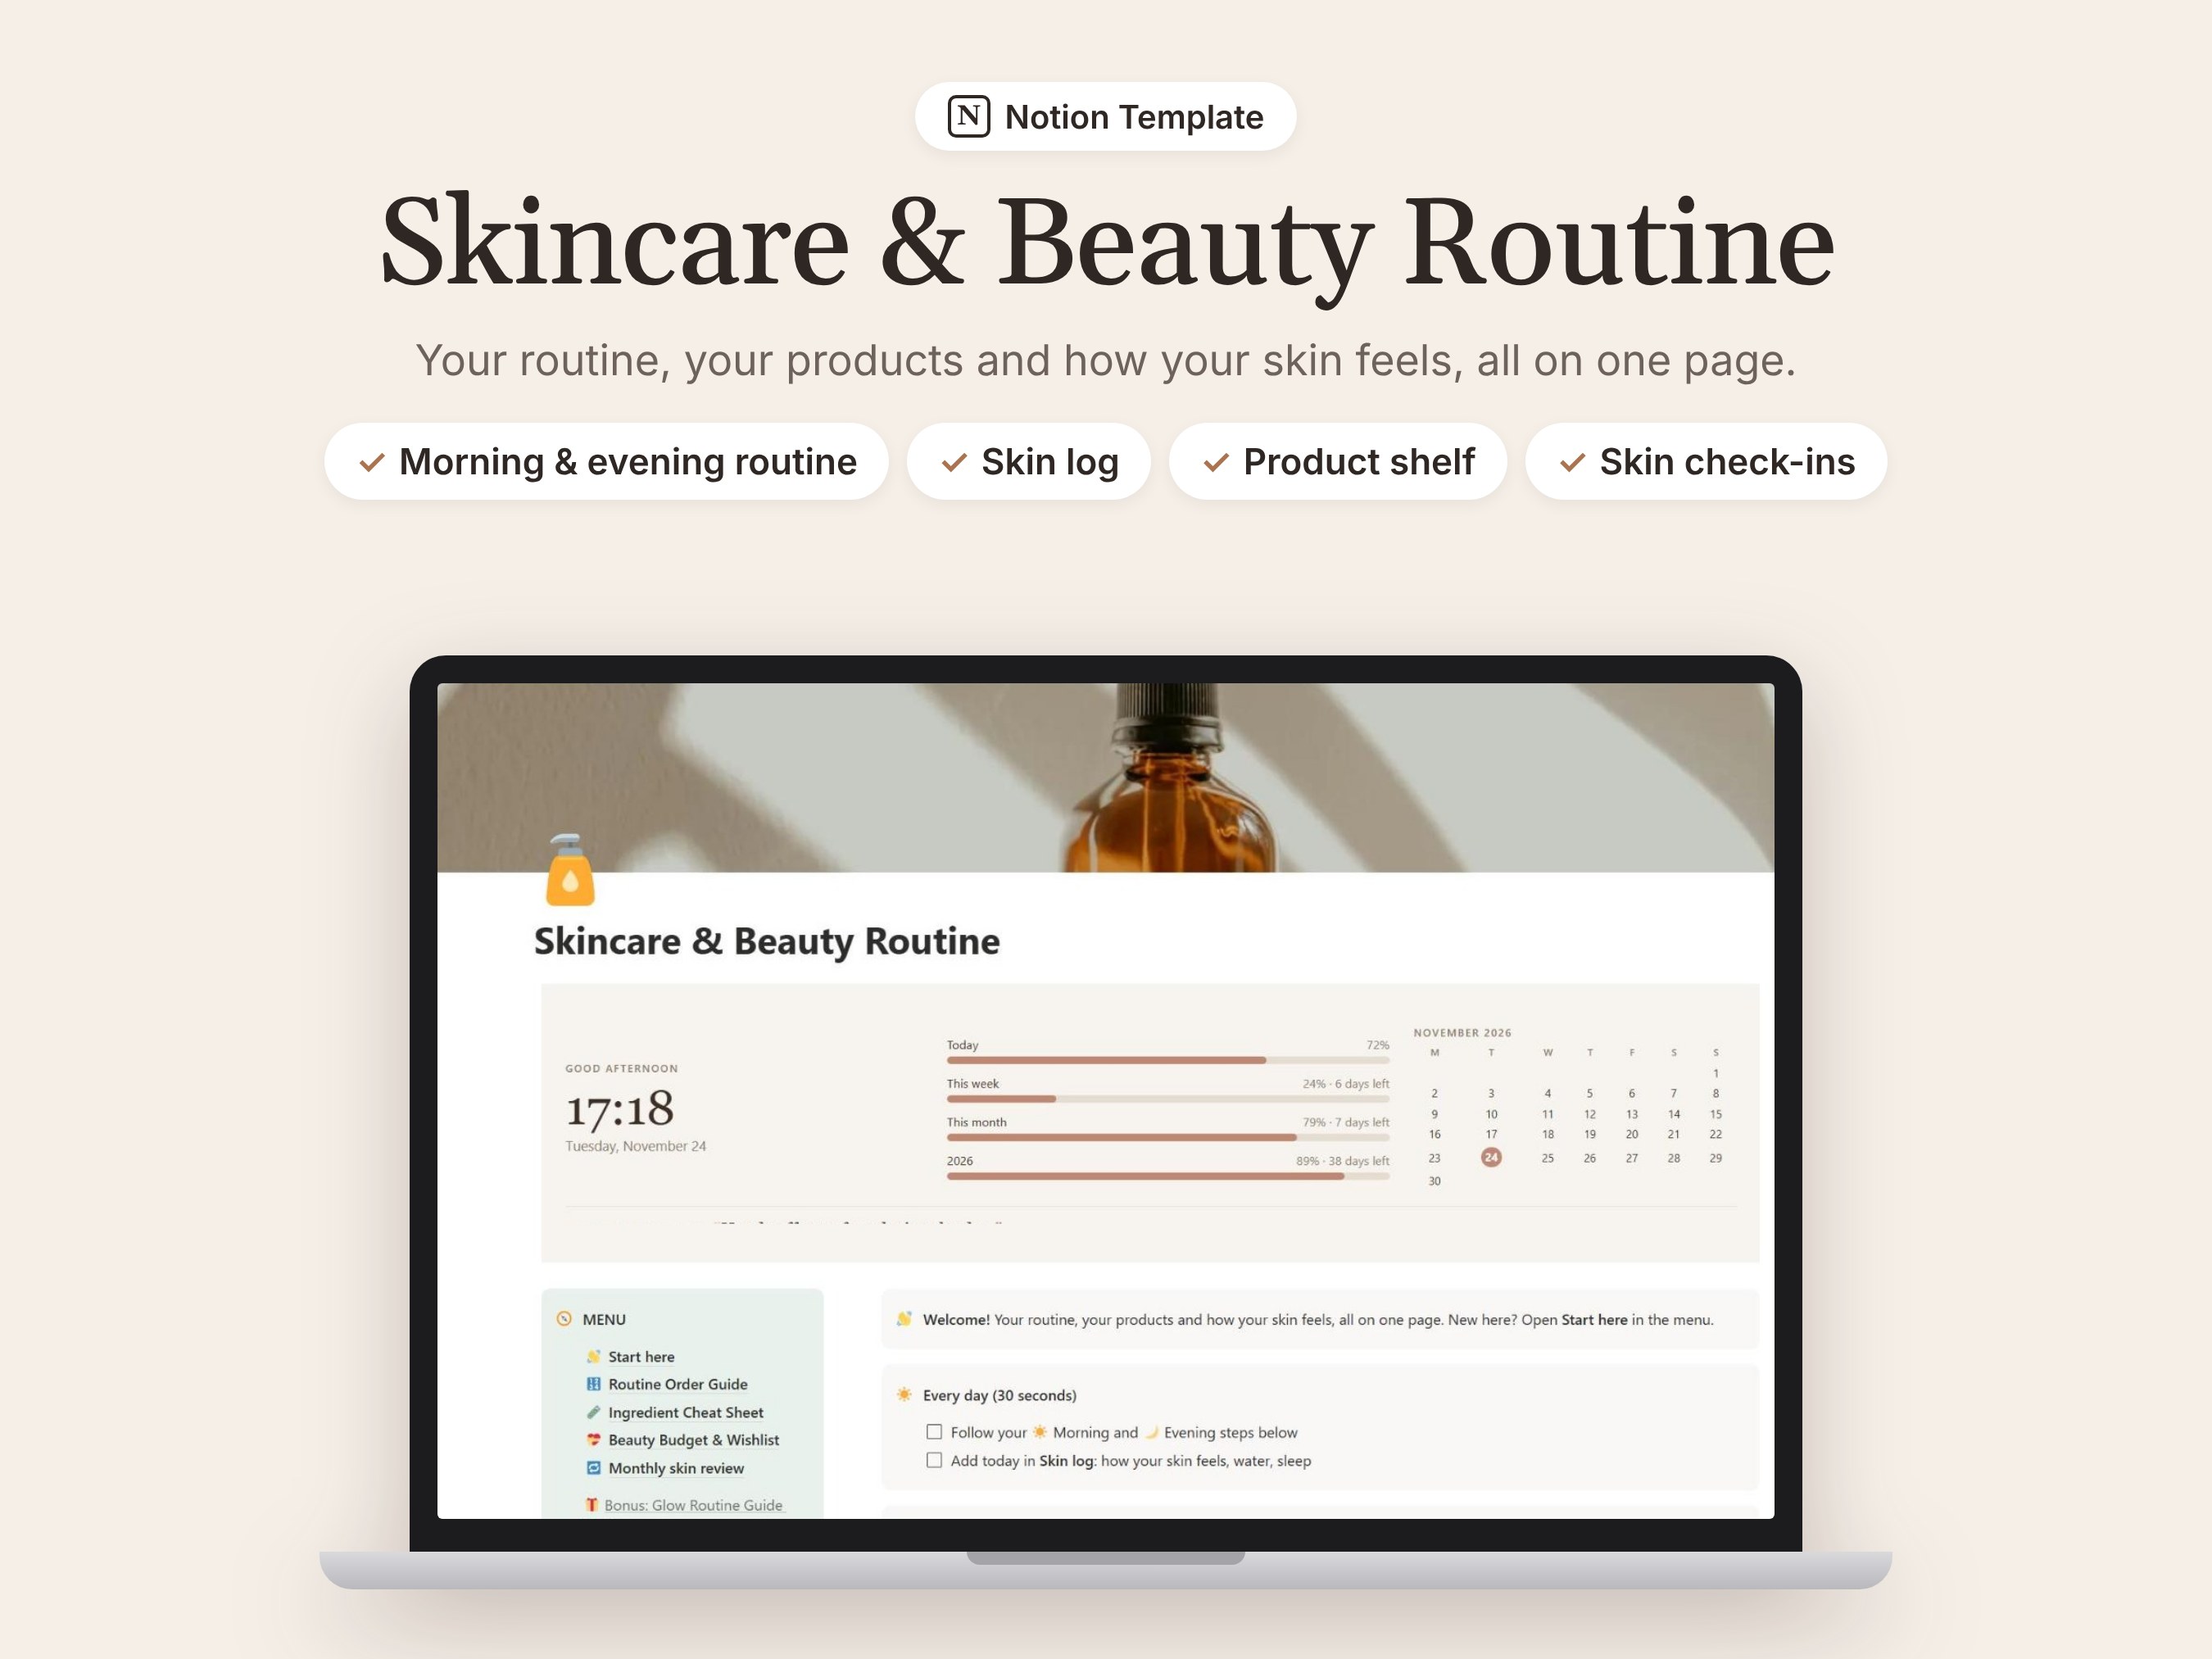 N Notion Template
Skincare & Beauty Routine
Your routine, your products and how your skin feels, all on one page.
Morning & evening routine
Skin log
Product shelf
Skin check-ins
Skincare & Beauty Routine
GOOD AFTERNOON
17:18
Tuesday, November 24
Today 72%
This week 24% · 6 days left
This month 79% · 7 days left
2026 89% · 38 days left
NOVEMBER 2026
M T W T F S S
1
2 3 4 5 6 7 8
9 10 11 12 13 14 15
16 17 18 19 20 21 22
23 24 25 26 27 28 29
30
MENU
Start here
Routine Order Guide
Ingredient Cheat Sheet
Beauty Budget & Wishlist
Monthly skin review
Bonus: Glow Routine Guide
Welcome! Your routine, your products and how your skin feels, all on one page. New here? Open Start here in the menu.
Every day (30 seconds)
Follow your Morning and Evening steps below
Add today in Skin log: how your skin feels, water, sleep